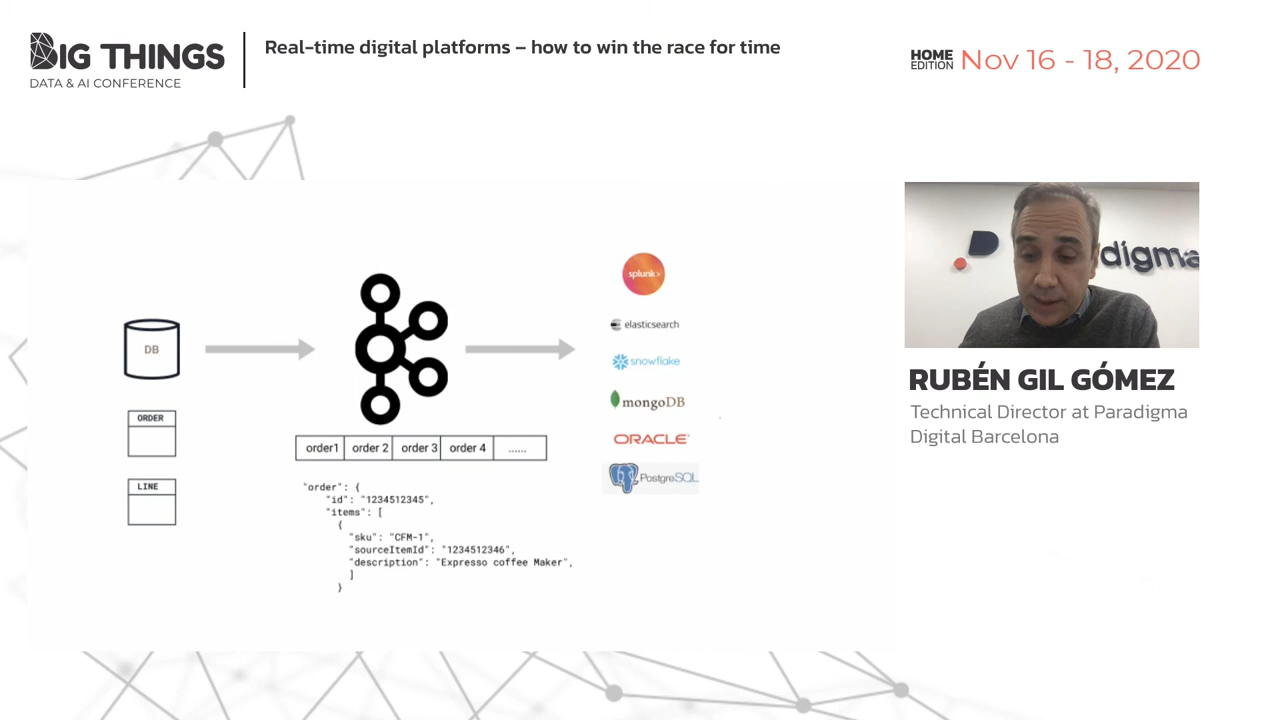 BIG THINGS
DATA & AI CONFERENCE
Real-time digital platforms – how to win the race for time
HOME
EDITION
Nov 16 - 18, 2020
DB
ORDER
LINE
order1
order 2
order 3
order 4
......
"order": {
"id": "1234512345",
"items": [
{
"sku": "CFM-1",
"sourceItemId": "1234512346",
"description": "Expresso coffee Maker",
]
}
splunk>
elasticsearch
snowflake
mongoDB
ORACLE
PostgreSQL
digma
RUBÉN GIL GÓMEZ
Technical Director at Paradigma
Digital Barcelona